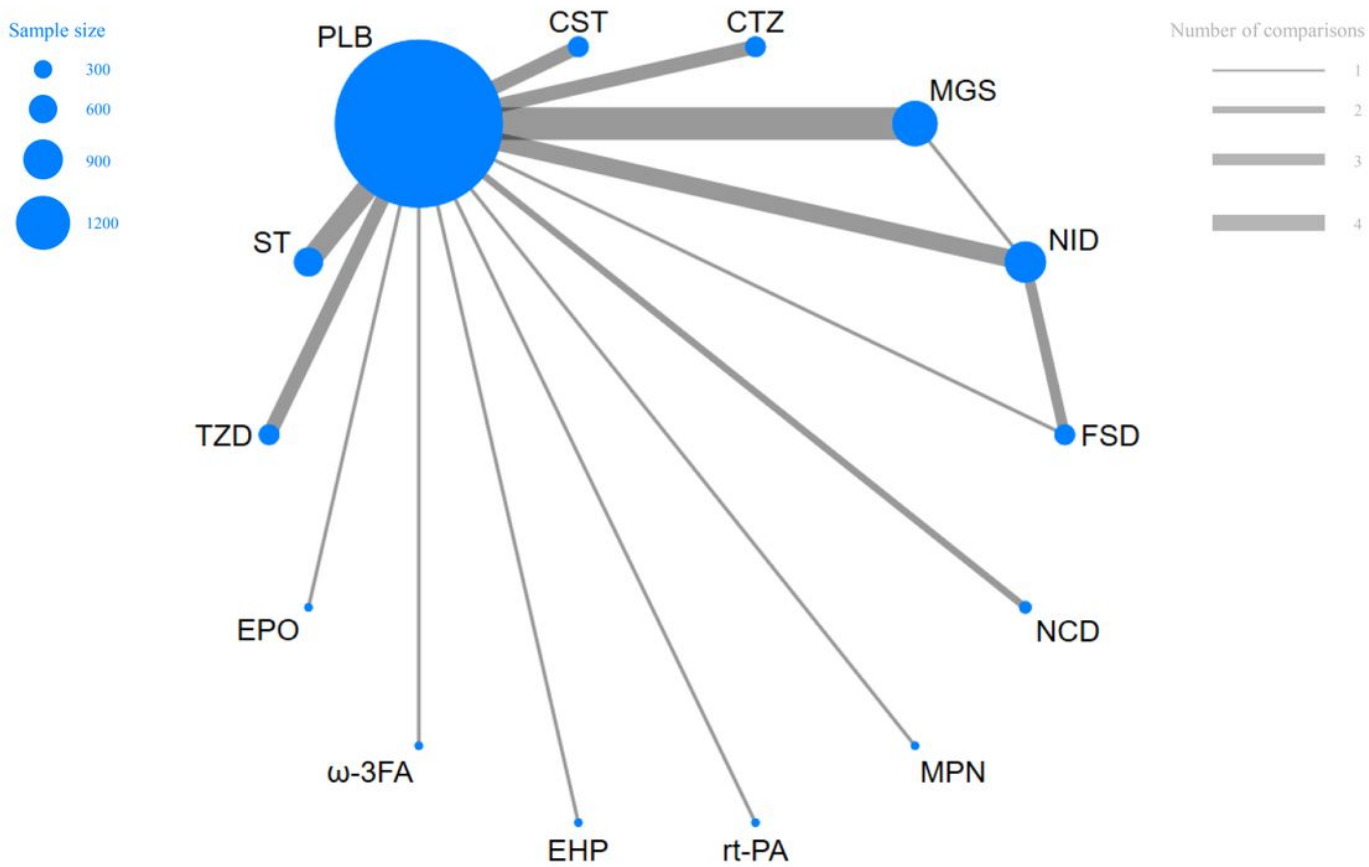 Sample size
300
600
900
1200
PLB
CST
CTZ
MGS
NID
FSD
NCD
MPN
rt-PA
EHP
ω-3FA
EPO
TZD
ST
Number of comparisons
1
2
3
4